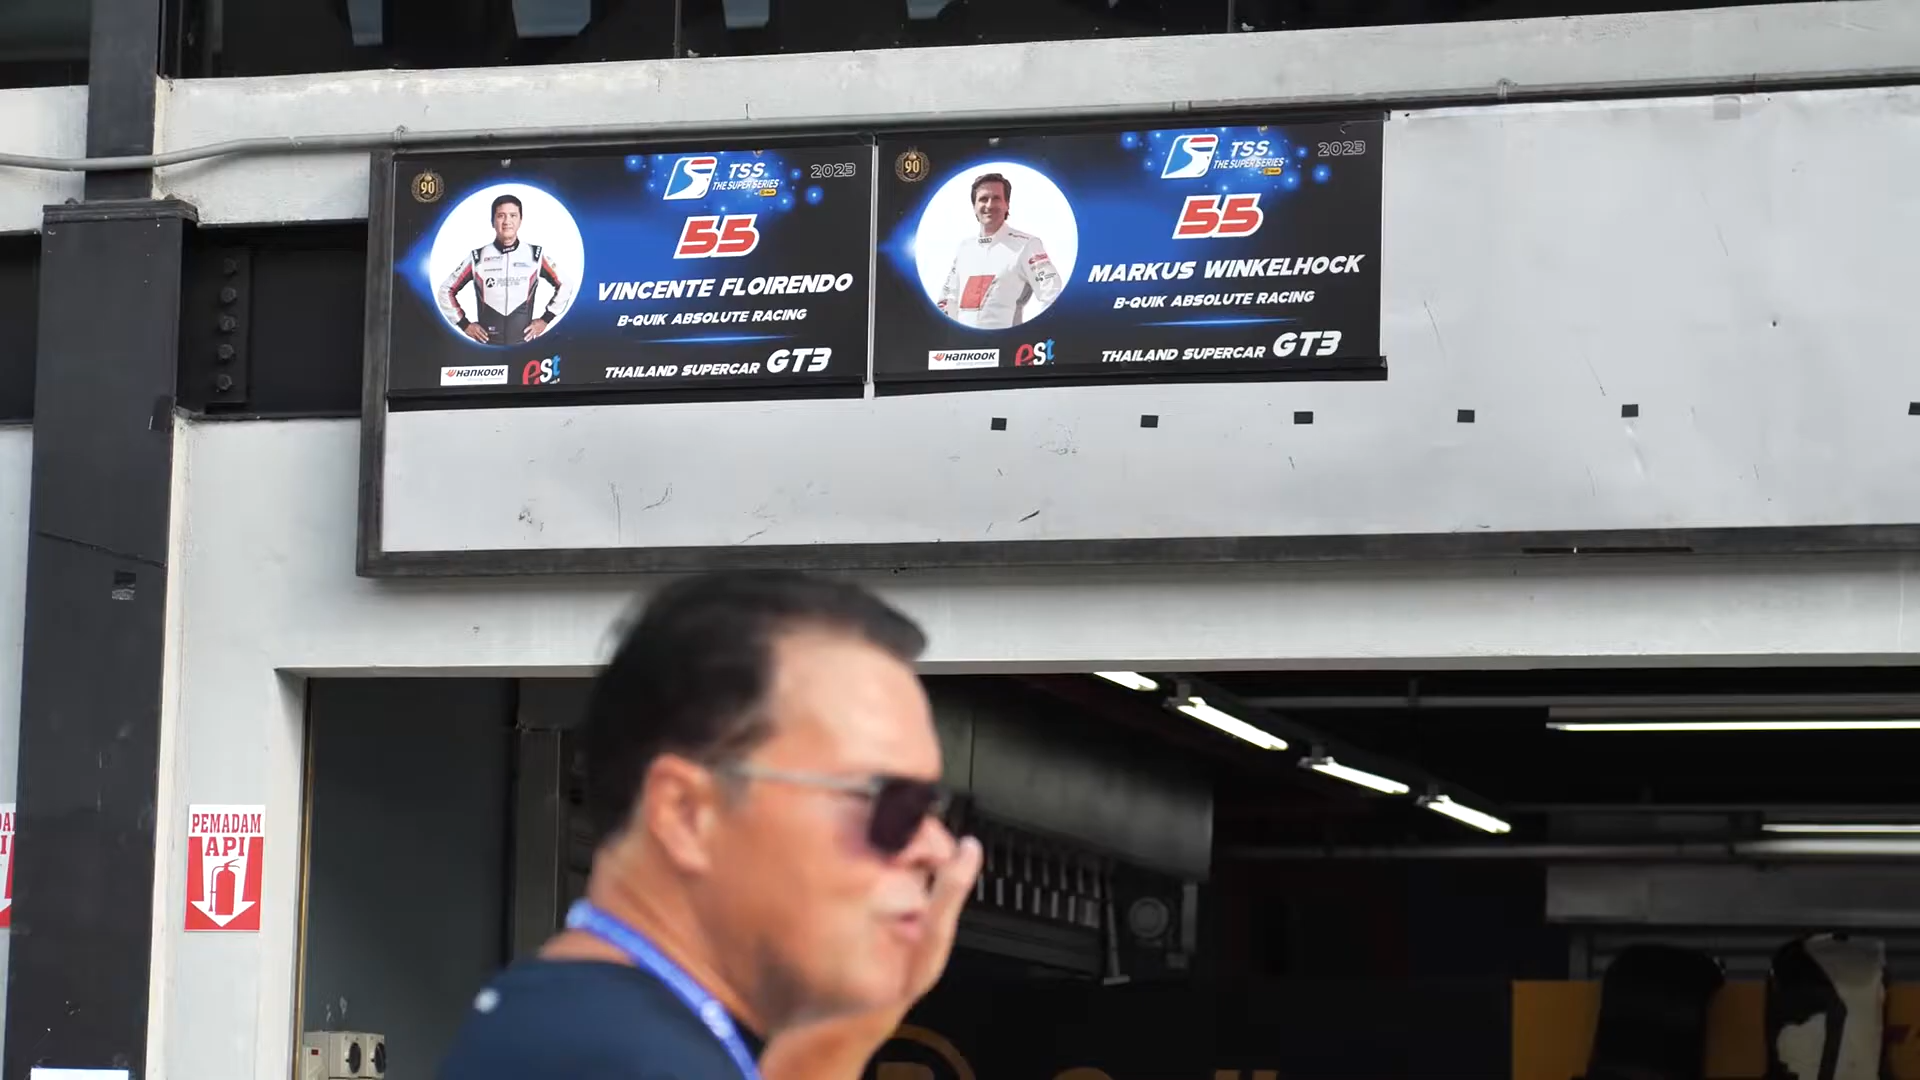 90
TSS
THE SUPER SERIES
2023
55
VINCENTE FLOIRENDO
B-QUIK ABSOLUTE RACING
HANKOOK
est
THAILAND SUPERCAR GT3
90
TSS
THE SUPER SERIES
2023
55
MARKUS WINKELHOCK
B-QUIK ABSOLUTE RACING
HANKOOK
est
THAILAND SUPERCAR GT3
PEMADAM
API